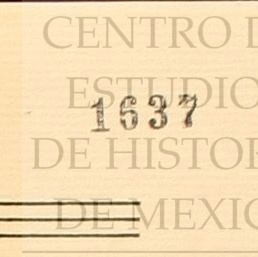 CENTRO D
ESTUDIO
1637
DE HISTOR
DE MEXIC